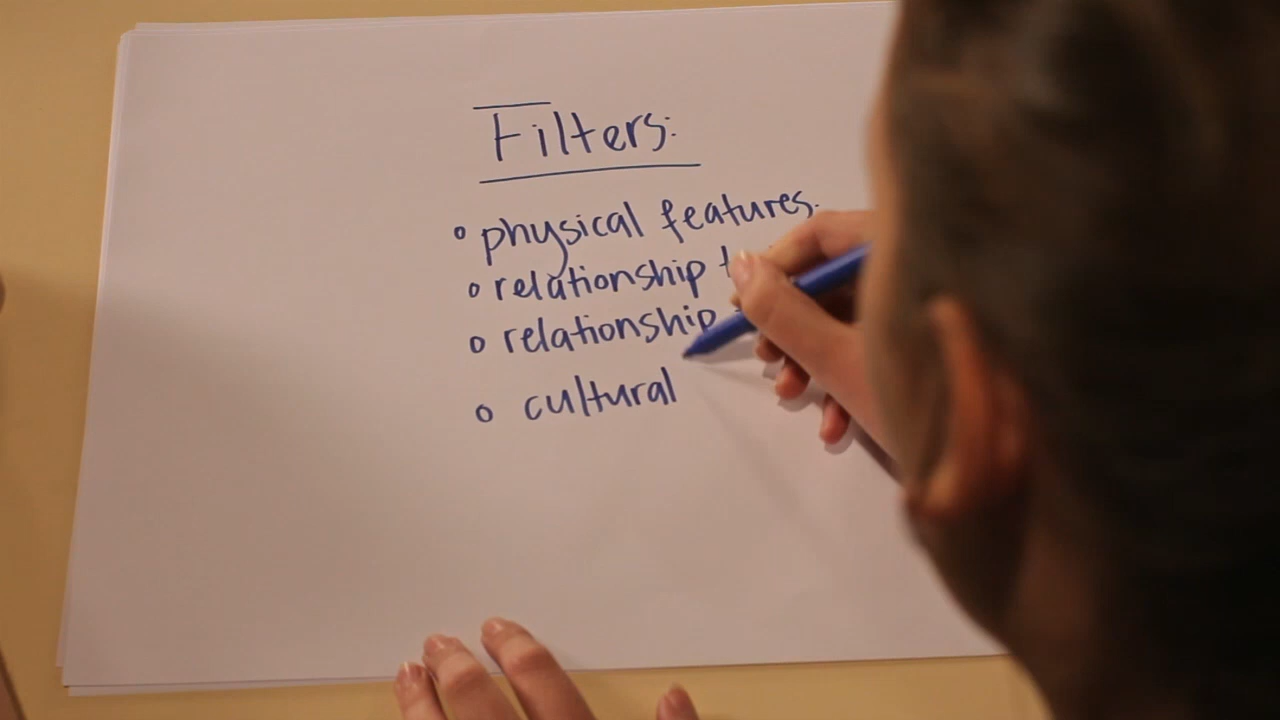 Filters:
physical features.
relationship
relationship
cultural